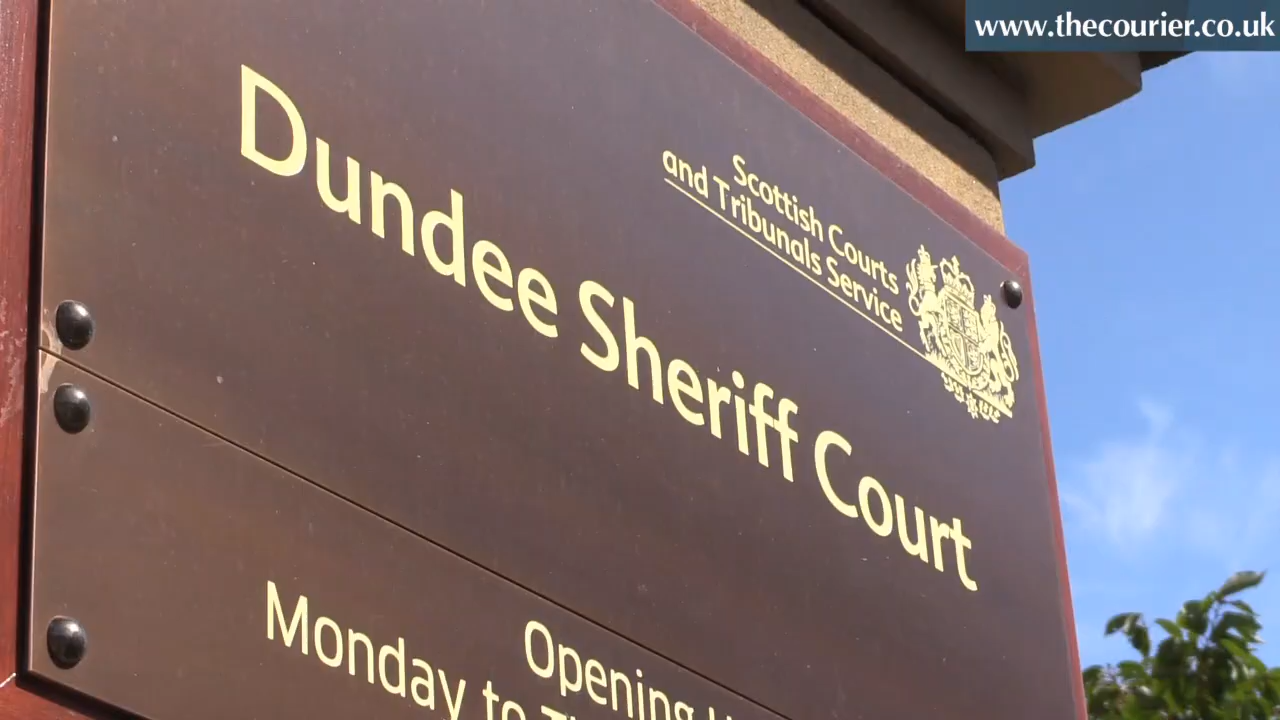 www.thecourier.co.uk
Scottish Courts
and Tribunals Service
Dundee Sheriff Court
Opening
Monday to